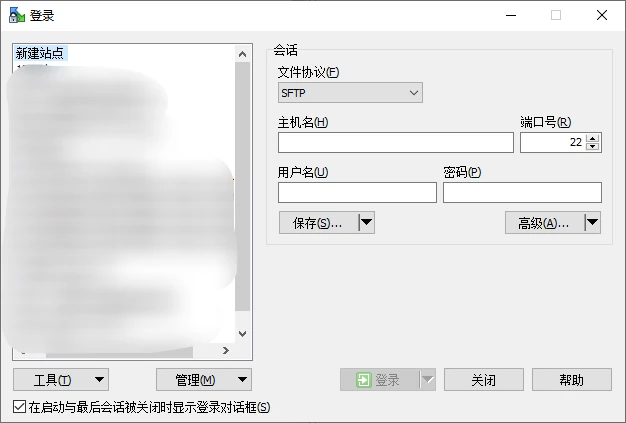 登录
新建站点
会话
文件协议(F)
SFTP
主机名(H)
端口号(R)
22
用户名(U)
密码(P)
保存(S)...
高级(A)...
工具(T)
管理(M)
登录
关闭
帮助
在启动与最后会话被关闭时显示登录对话框(S)